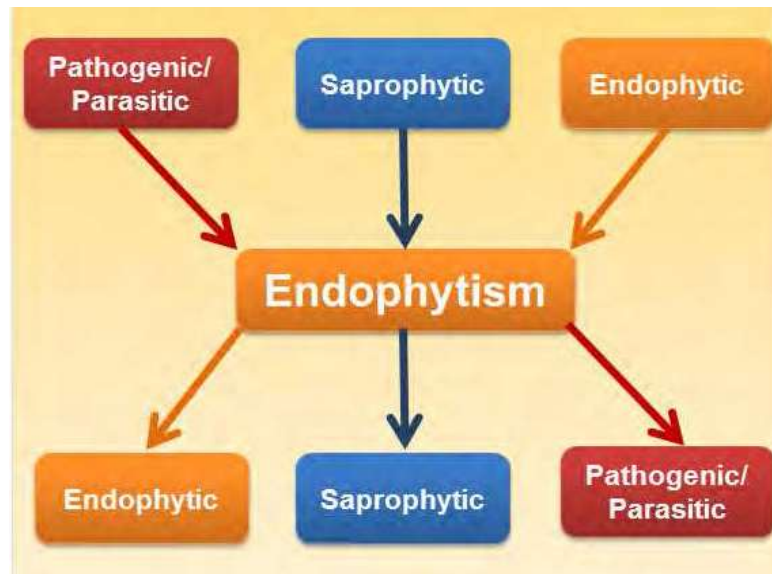 Pathogenic/
Parasitic
Saprophytic
Endophytic
Endophytism
Endophytic
Saprophytic
Pathogenic/
Parasitic